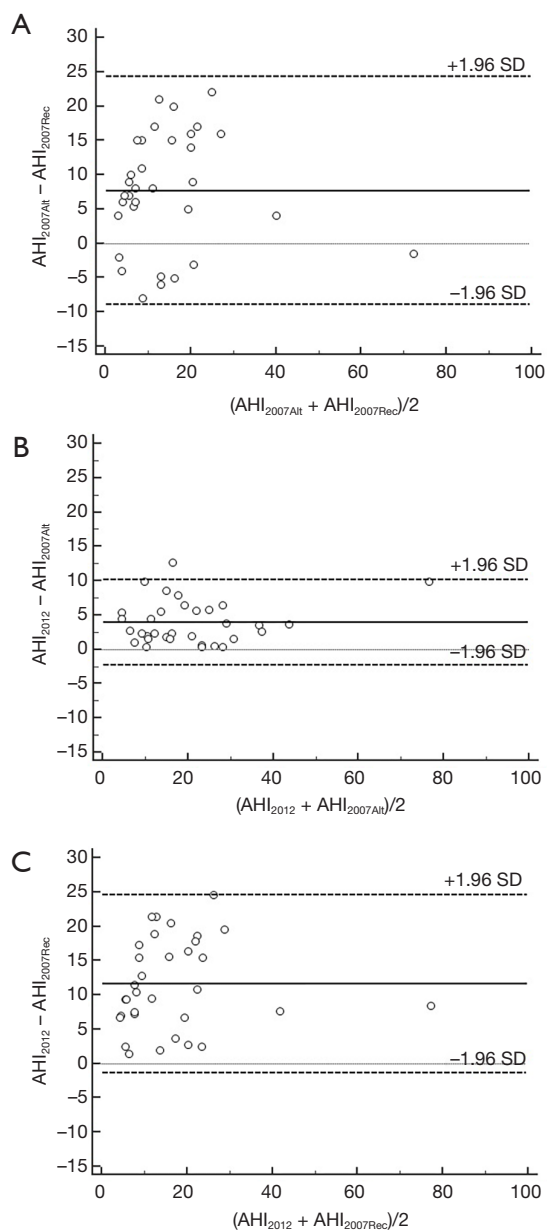 A
AHI2007Alt – AHI2007Rec
30
25
20
15
10
5
0
–5
–10
–15
+1.96 SD
–1.96 SD
0 20 40 60 80 100
(AHI2007Alt + AHI2007Rec)/2
B
AHI2012 – AHI2007Alt
30
25
20
15
10
5
0
–5
–10
–15
+1.96 SD
–1.96 SD
0 20 40 60 80 100
(AHI2012 + AHI2007Alt)/2
C
AHI2012 – AHI2007Rec
30
25
20
15
10
5
0
–5
–10
–15
+1.96 SD
–1.96 SD
0 20 40 60 80 100
(AHI2012 + AHI2007Rec)/2